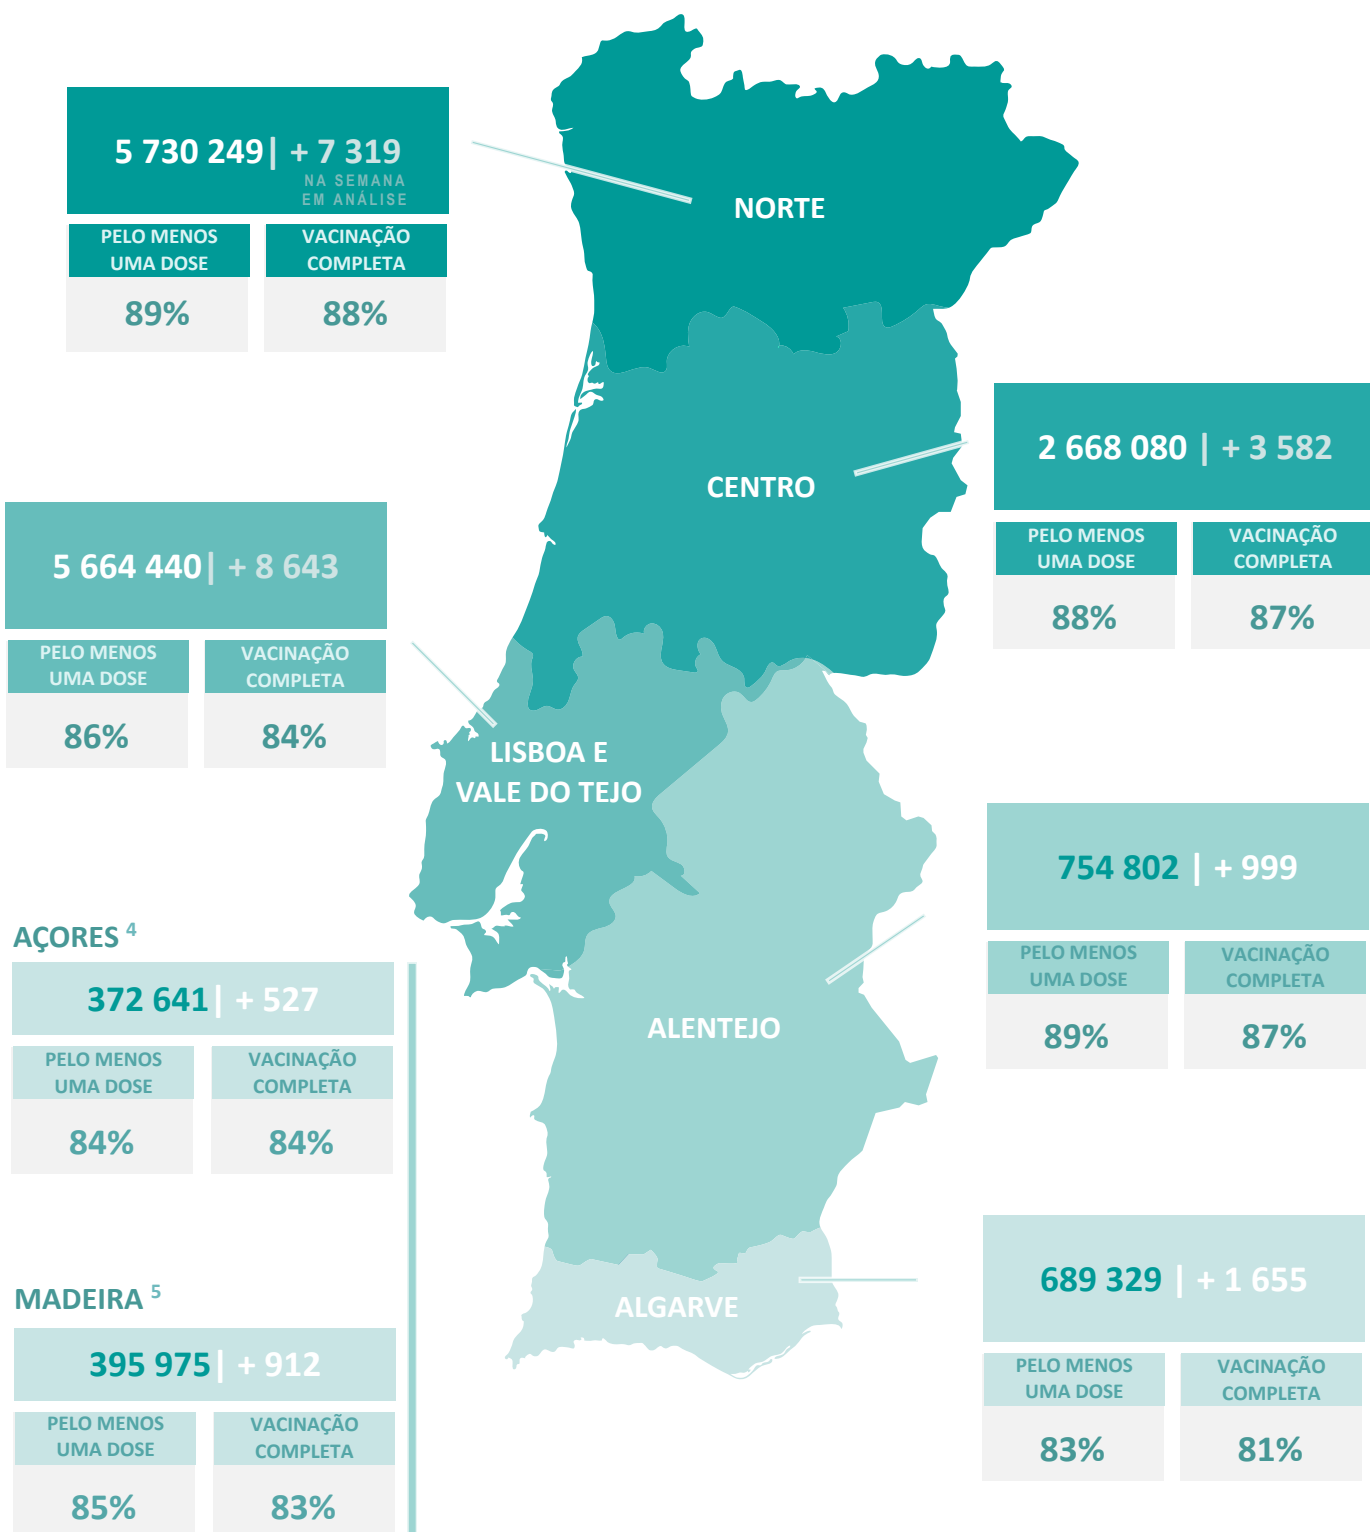 5 730 249| + 7 319
NA SEMANA
EM ANÁLISE
PELO MENOS
UMA DOSE
VACINAÇÃO
COMPLETA
89%
88%
NORTE
2 668 080 | + 3 582
PELO MENOS
UMA DOSE
VACINAÇÃO
COMPLETA
88%
87%
CENTRO
5 664 440| + 8 643
PELO MENOS
UMA DOSE
VACINAÇÃO
COMPLETA
86%
84%
LISBOA E
VALE DO TEJO
754 802 | + 999
PELO MENOS
UMA DOSE
VACINAÇÃO
COMPLETA
89%
87%
ALENTEJO
AÇORES 4
372 641| + 527
PELO MENOS
UMA DOSE
VACINAÇÃO
COMPLETA
84%
84%
689 329 | + 1 655
PELO MENOS
UMA DOSE
VACINAÇÃO
COMPLETA
83%
81%
ALGARVE
MADEIRA 5
395 975| + 912
PELO MENOS
UMA DOSE
VACINAÇÃO
COMPLETA
85%
83%